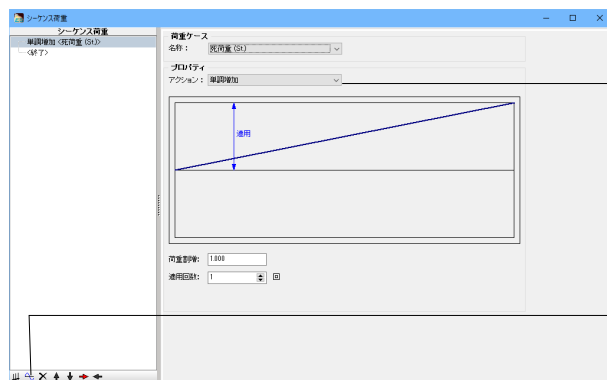 シーケンス荷重
シーケンス荷重
単調増加 <死荷重 (St.)>
<終了>
荷重ケース
名称： 死荷重 (St.)
プロパティ
アクション： 単調増加
適用
荷重割増: 1.000
適用回数: 1 回